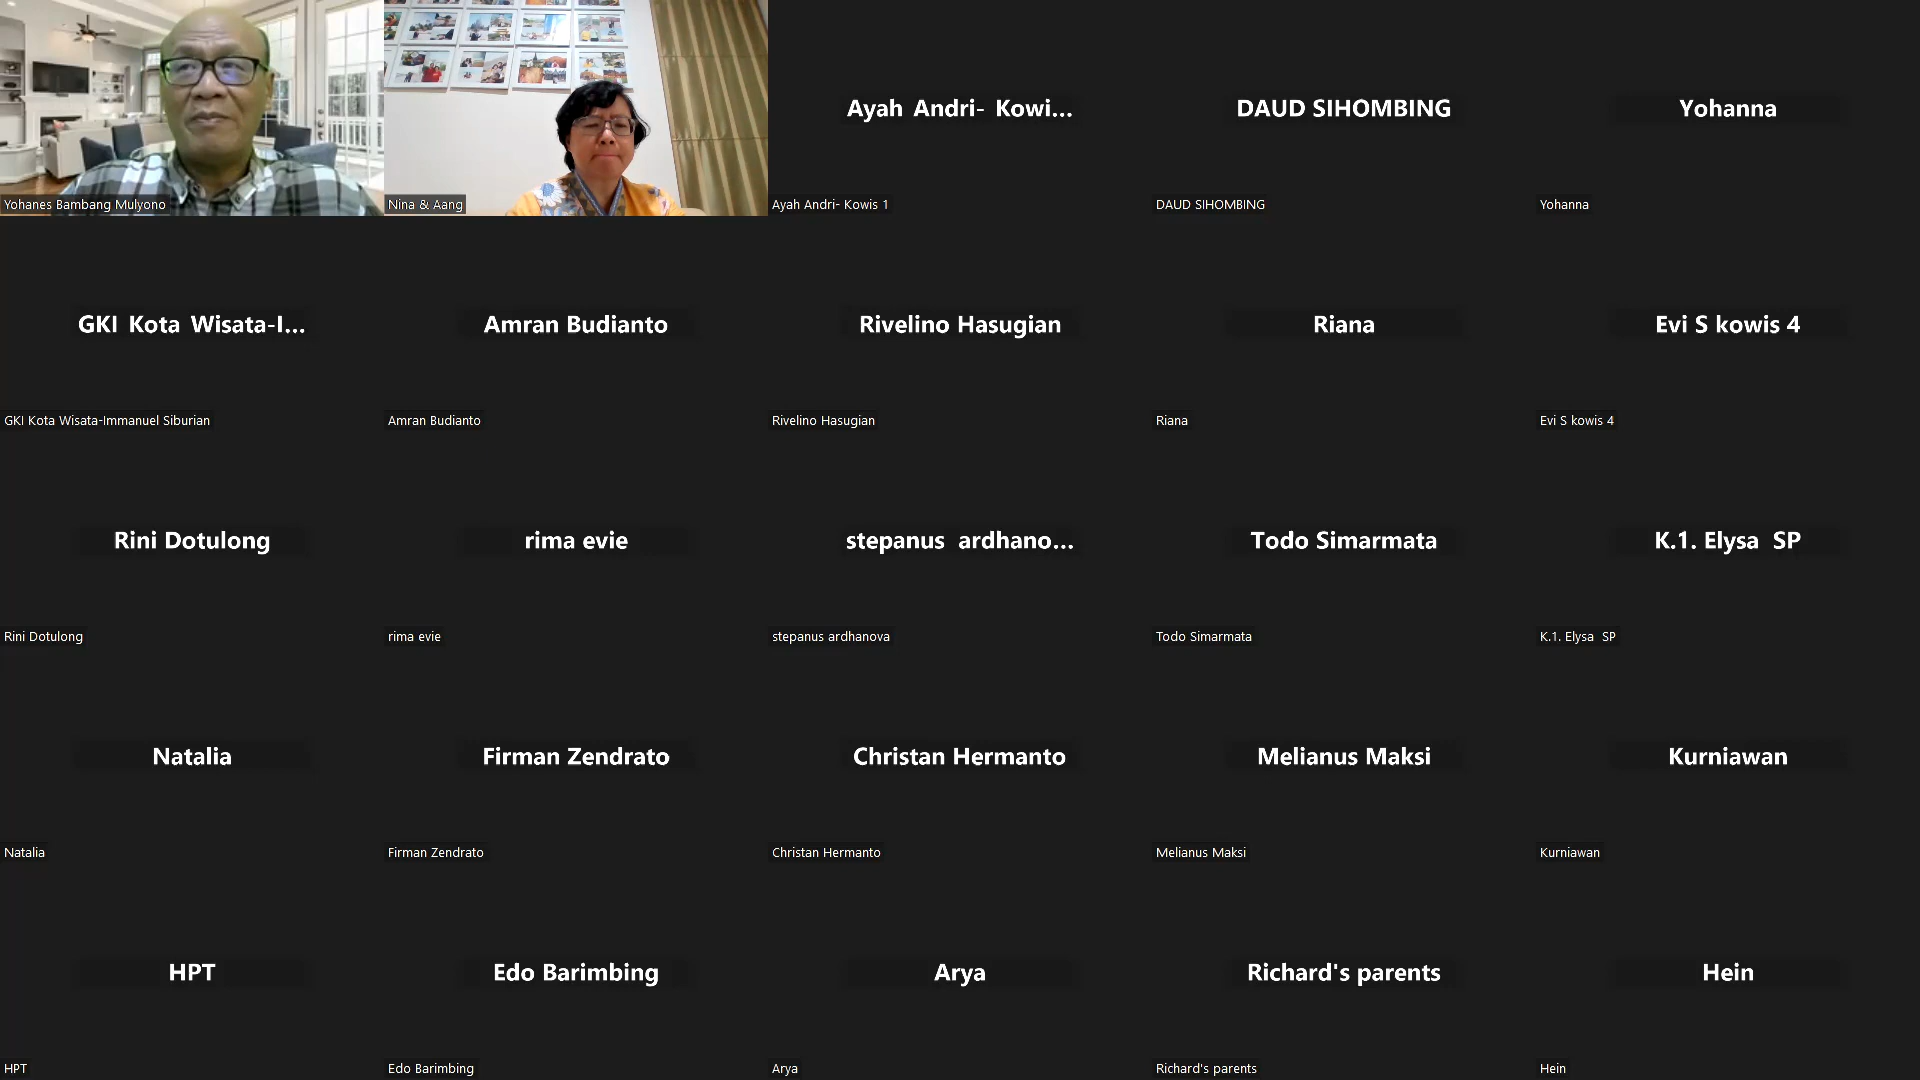 Yohanes Bambang Mulyono
Nina & Aang
Ayah Andri- Kowi...
Ayah Andri- Kowis 1
DAUD SIHOMBING
DAUD SIHOMBING
Yohanna
Yohanna
GKI Kota Wisata-I...
GKI Kota Wisata-Immanuel Siburian
Amran Budianto
Amran Budianto
Rivelino Hasugian
Rivelino Hasugian
Riana
Riana
Evi S kowis 4
Evi S kowis 4
Rini Dotulong
Rini Dotulong
rima evie
rima evie
stepanus ardhano...
stepanus ardhanova
Todo Simarmata
Todo Simarmata
K.1. Elysa  SP
K.1. Elysa  SP
Natalia
Natalia
Firman Zendrato
Firman Zendrato
Christan Hermanto
Christan Hermanto
Melianus Maksi
Melianus Maksi
Kurniawan
Kurniawan
HPT
HPT
Edo Barimbing
Edo Barimbing
Arya
Arya
Richard's parents
Richard's parents
Hein
Hein